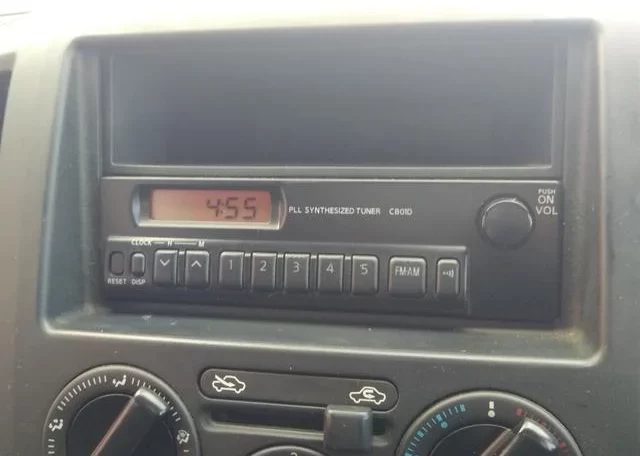 4:55
PLL SYNTHESIZED TUNER CB01D
PUSH
ON
VOL
CLOCK H M
RESET DISP
1 2 3 4 5 FM·AM